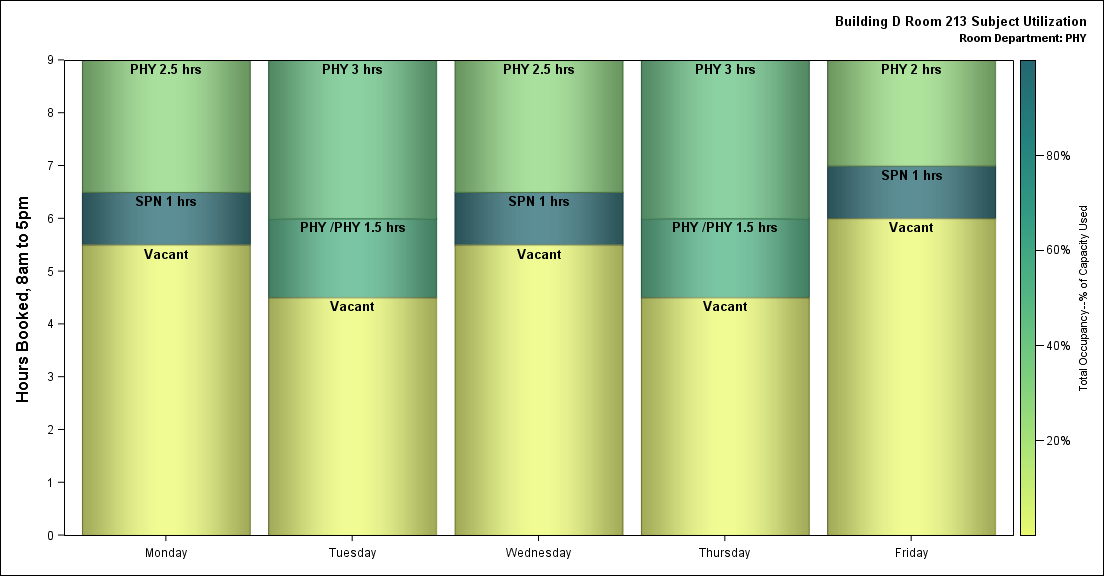 Building D Room 213 Subject Utilization
Room Department: PHY
Hours Booked, 8am to 5pm
9
8
7
6
5
4
3
2
1
0
PHY 2.5 hrs
SPN 1 hrs
Vacant
PHY 3 hrs
PHY /PHY 1.5 hrs
Vacant
PHY 2.5 hrs
SPN 1 hrs
Vacant
PHY 3 hrs
PHY /PHY 1.5 hrs
Vacant
PHY 2 hrs
SPN 1 hrs
Vacant
Monday
Tuesday
Wednesday
Thursday
Friday
80%
60%
40%
20%
Total Occupancy--% of Capacity Used